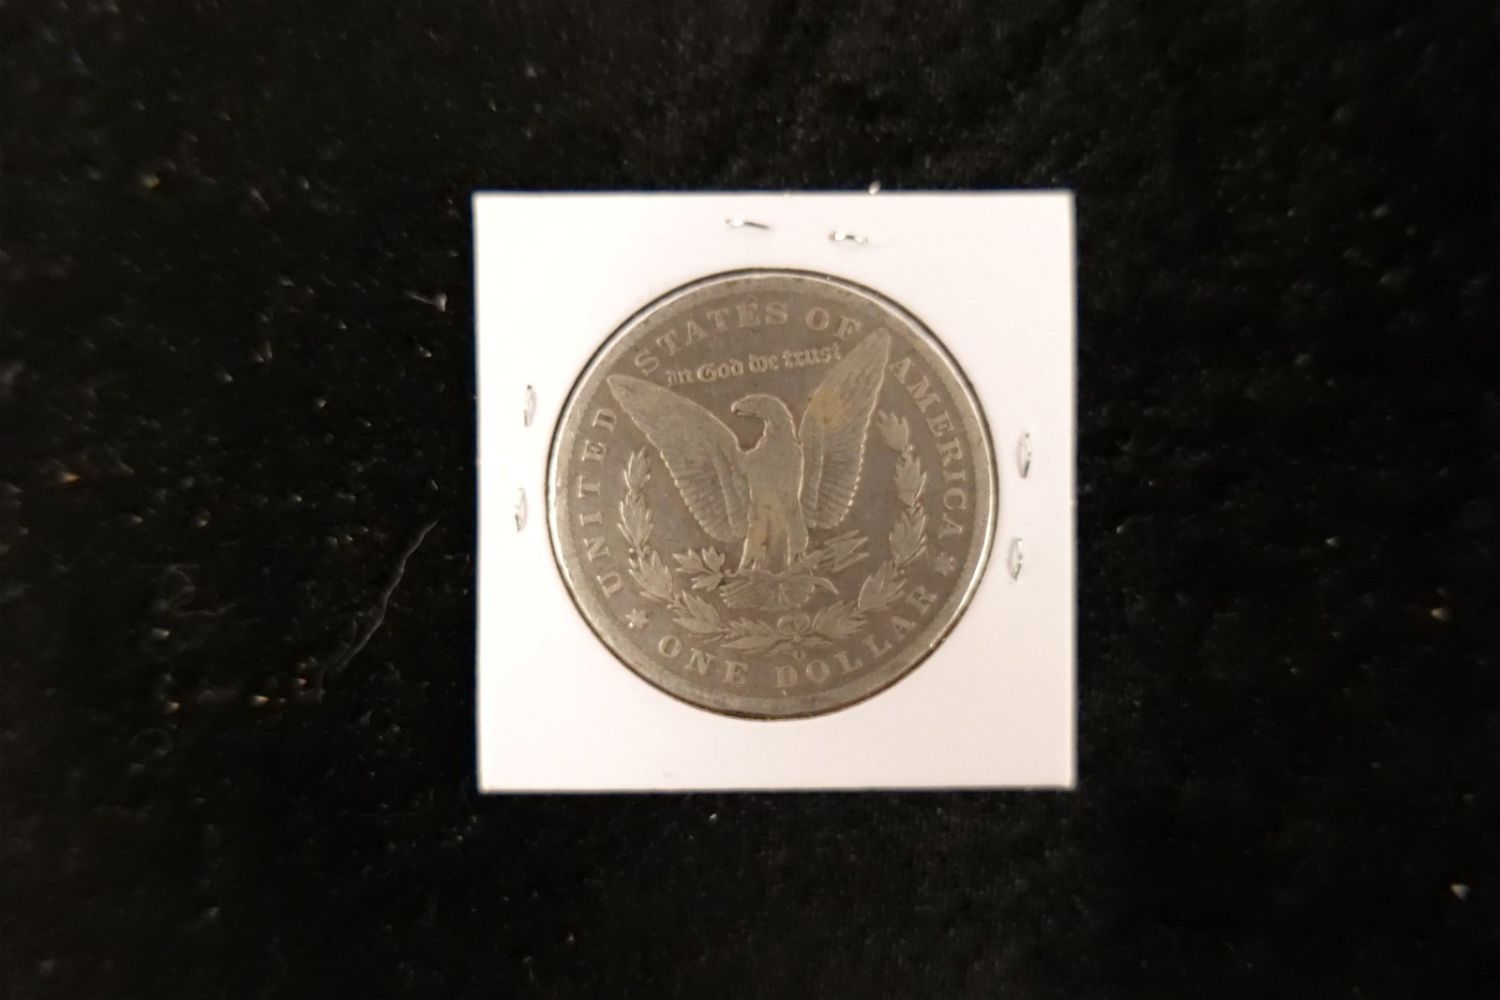 UNITED STATES OF AMERICA
In God we trust
ONE DOLLAR